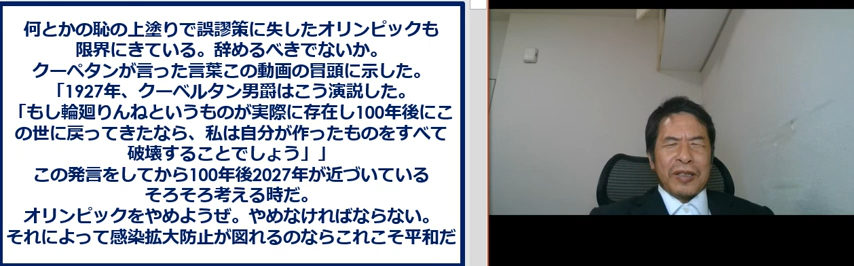 何とかの恥の上塗りで誤謬策に失したオリンピックも
限界にきている。辞めるべきでないか。
クーペタンが言った言葉この動画の冒頭に示した。
「1927年、クーベルタン男爵はこう演説した。
「もし輪廻りんねというものが実際に存在し100年後にこ
の世に戻ってきたなら、私は自分が作ったものをすべて
破壊することでしょう」」
この発言をしてから100年後2027年が近づいている
そろそろ考える時だ。
オリンピックをやめようぜ。やめなければならない。
それによって感染拡大防止が図れるのならこれこそ平和だ